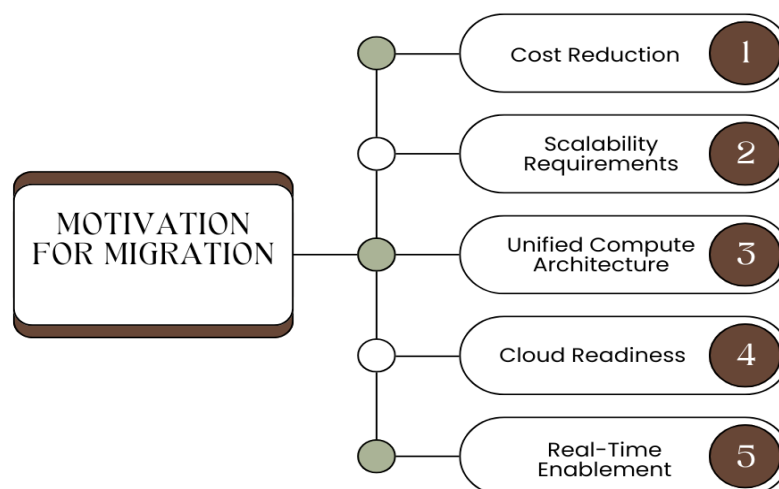 MOTIVATION
FOR MIGRATION
Cost Reduction
1
Scalability
Requirements
2
Unified Compute
Architecture
3
Cloud Readiness
4
Real-Time
Enablement
5